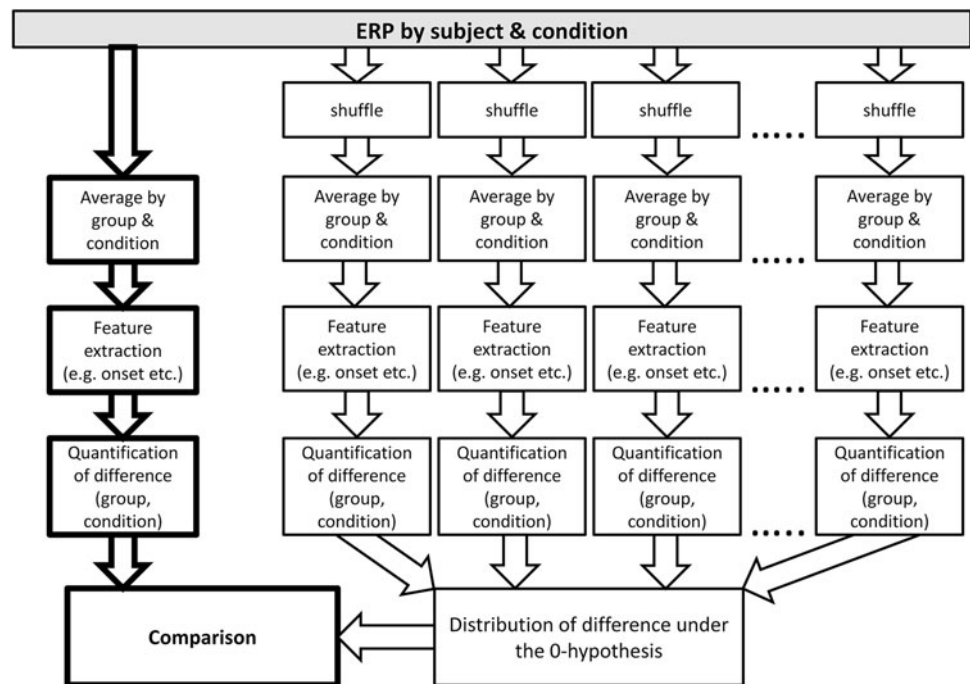 ERP by subject & condition
shuffle
shuffle
shuffle
.....
shuffle
Average by
group &
condition
Average by
group &
condition
Average by
group &
condition
Average by
group &
condition
.....
Average by
group &
condition
Feature
extraction
(e.g. onset etc.)
Feature
extraction
(e.g. onset etc.)
Feature
extraction
(e.g. onset etc.)
Feature
extraction
(e.g. onset etc.)
.....
Feature
extraction
(e.g. onset etc.)
Quantification
of difference
(group,
condition)
Quantification
of difference
(group,
condition)
Quantification
of difference
(group,
condition)
Quantification
of difference
(group,
condition)
.....
Quantification
of difference
(group,
condition)
Comparison
Distribution of difference under
the 0-hypothesis